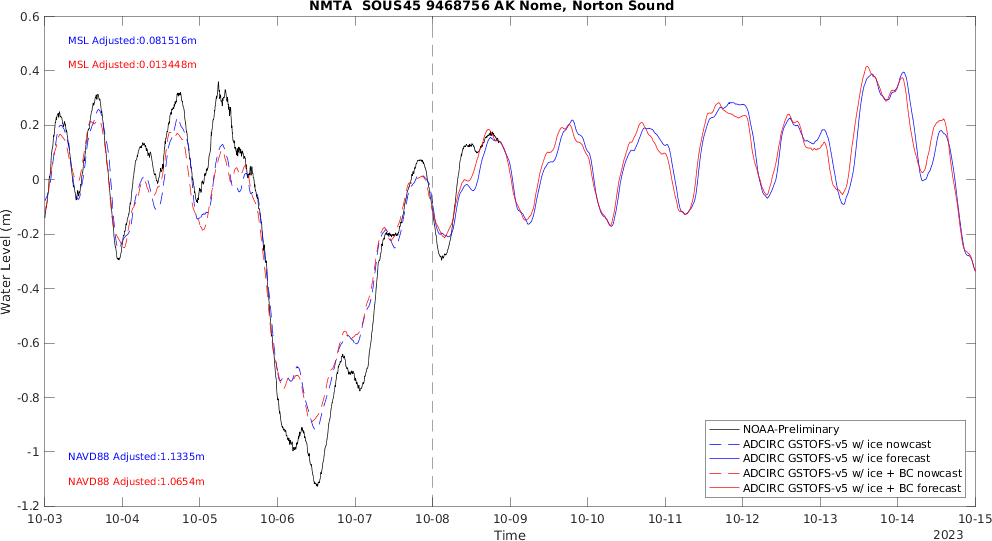 NMTA SOUS45 9468756 AK Nome, Norton Sound
0.6
0.4
0.2
0
-0.2
-0.4
-0.6
-0.8
-1
-1.2
Water Level (m)
MSL Adjusted:0.081516m
MSL Adjusted:0.013448m
NAVD88 Adjusted:1.1335m
NAVD88 Adjusted:1.0654m
NOAA-Preliminary
ADCIRC GSTOFS-v5 w/ ice nowcast
ADCIRC GSTOFS-v5 w/ ice forecast
ADCIRC GSTOFS-v5 w/ ice + BC nowcast
ADCIRC GSTOFS-v5 w/ ice + BC forecast
10-03 10-04 10-05 10-06 10-07 10-08 10-09 10-10 10-11 10-12 10-13 10-14 10-15
Time
2023